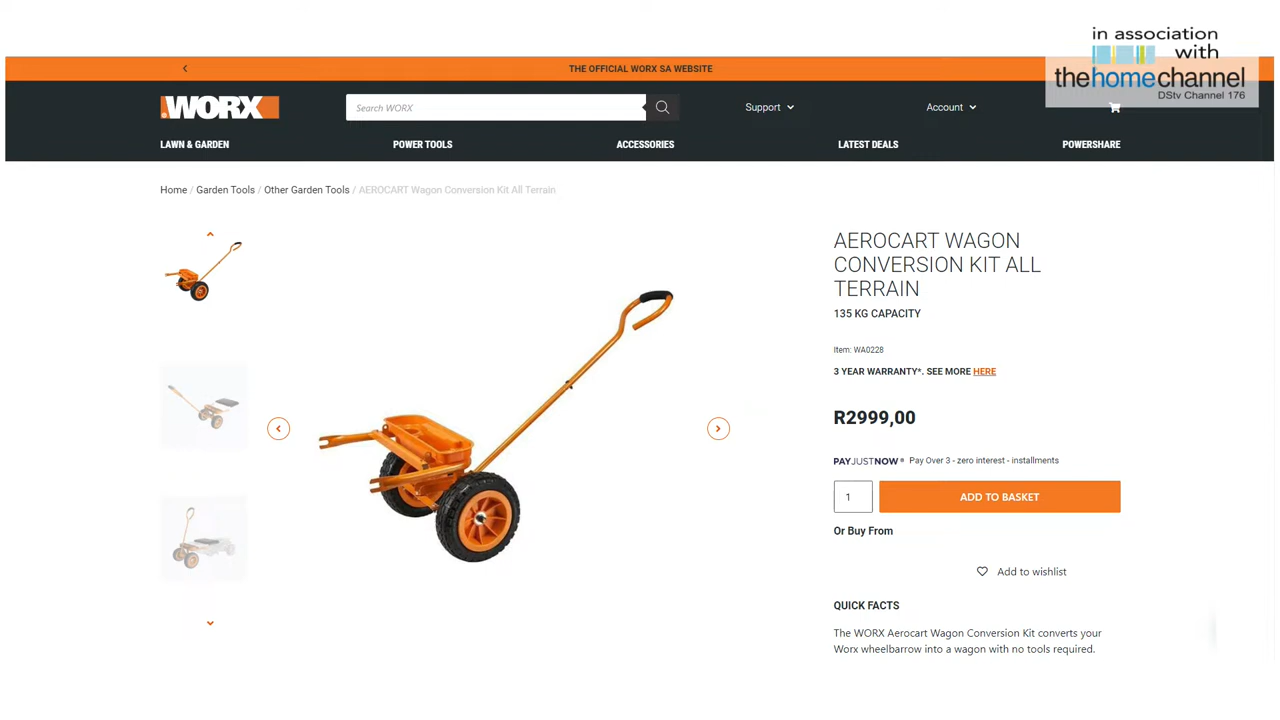 in association
with
thehomechannel
DStv Channel 176
THE OFFICIAL WORX SA WEBSITE
WORX
Search WORX
Support
Account
LAWN & GARDEN
POWER TOOLS
ACCESSORIES
LATEST DEALS
POWERSHARE
Home / Garden Tools / Other Garden Tools / AEROCART Wagon Conversion Kit All Terrain
AEROCART WAGON
CONVERSION KIT ALL
TERRAIN
135 KG CAPACITY
Item: WA0228
3 YEAR WARRANTY*. SEE MORE HERE
R2999,00
PAYJUSTNOW® Pay Over 3 - zero interest - installments
1
ADD TO BASKET
Or Buy From
Add to wishlist
QUICK FACTS
The WORX Aerocart Wagon Conversion Kit converts your
Worx wheelbarrow into a wagon with no tools required.